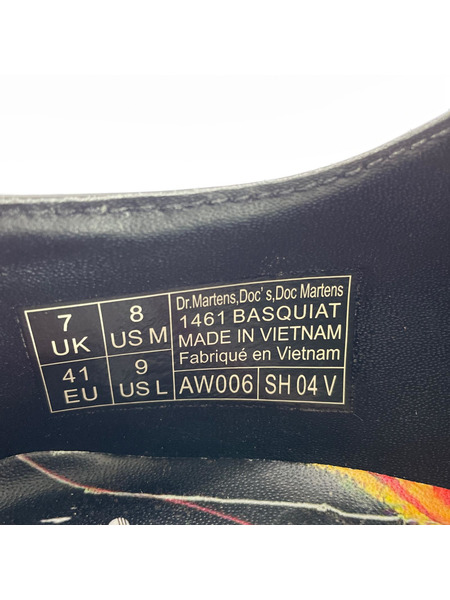 7
UK
8
US M
41
EU
9
US L
Dr.Martens,Doc's,Doc Martens
1461 BASQUIAT
MADE IN VIETNAM
Fabriqué en Vietnam
AW006
SH 04 V